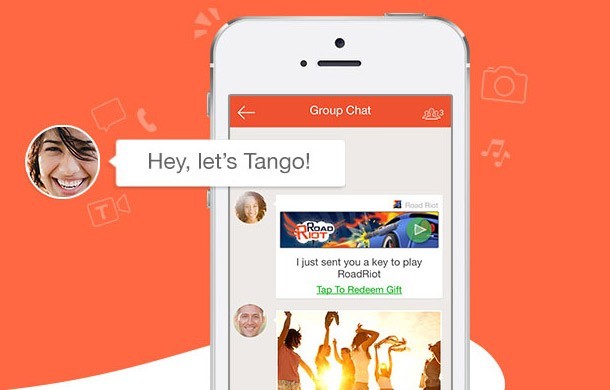 Group Chat
3
Hey, let's Tango!
Road Riot
ROAD
RIOT
I just sent you a key to play
RoadRiot
Tap To Redeem Gift
T